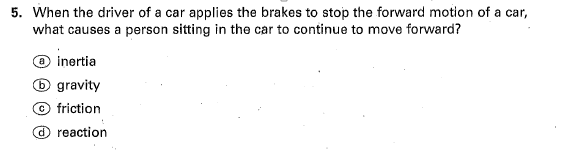 5. When the driver of a car applies the brakes to stop the forward motion of a car,
what causes a person sitting in the car to continue to move forward?
ⓐ inertia
ⓑ gravity
ⓒ friction
ⓓ reaction